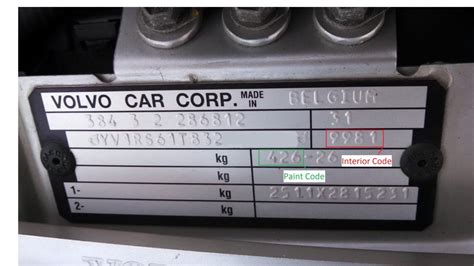 VOLVO CAR CORP. MADE IN BELGIUM
384 3 2 286812 31
YV1RS61T832 9981
kg 426-26 Interior Code
kg Paint Code
1- kg
2- kg